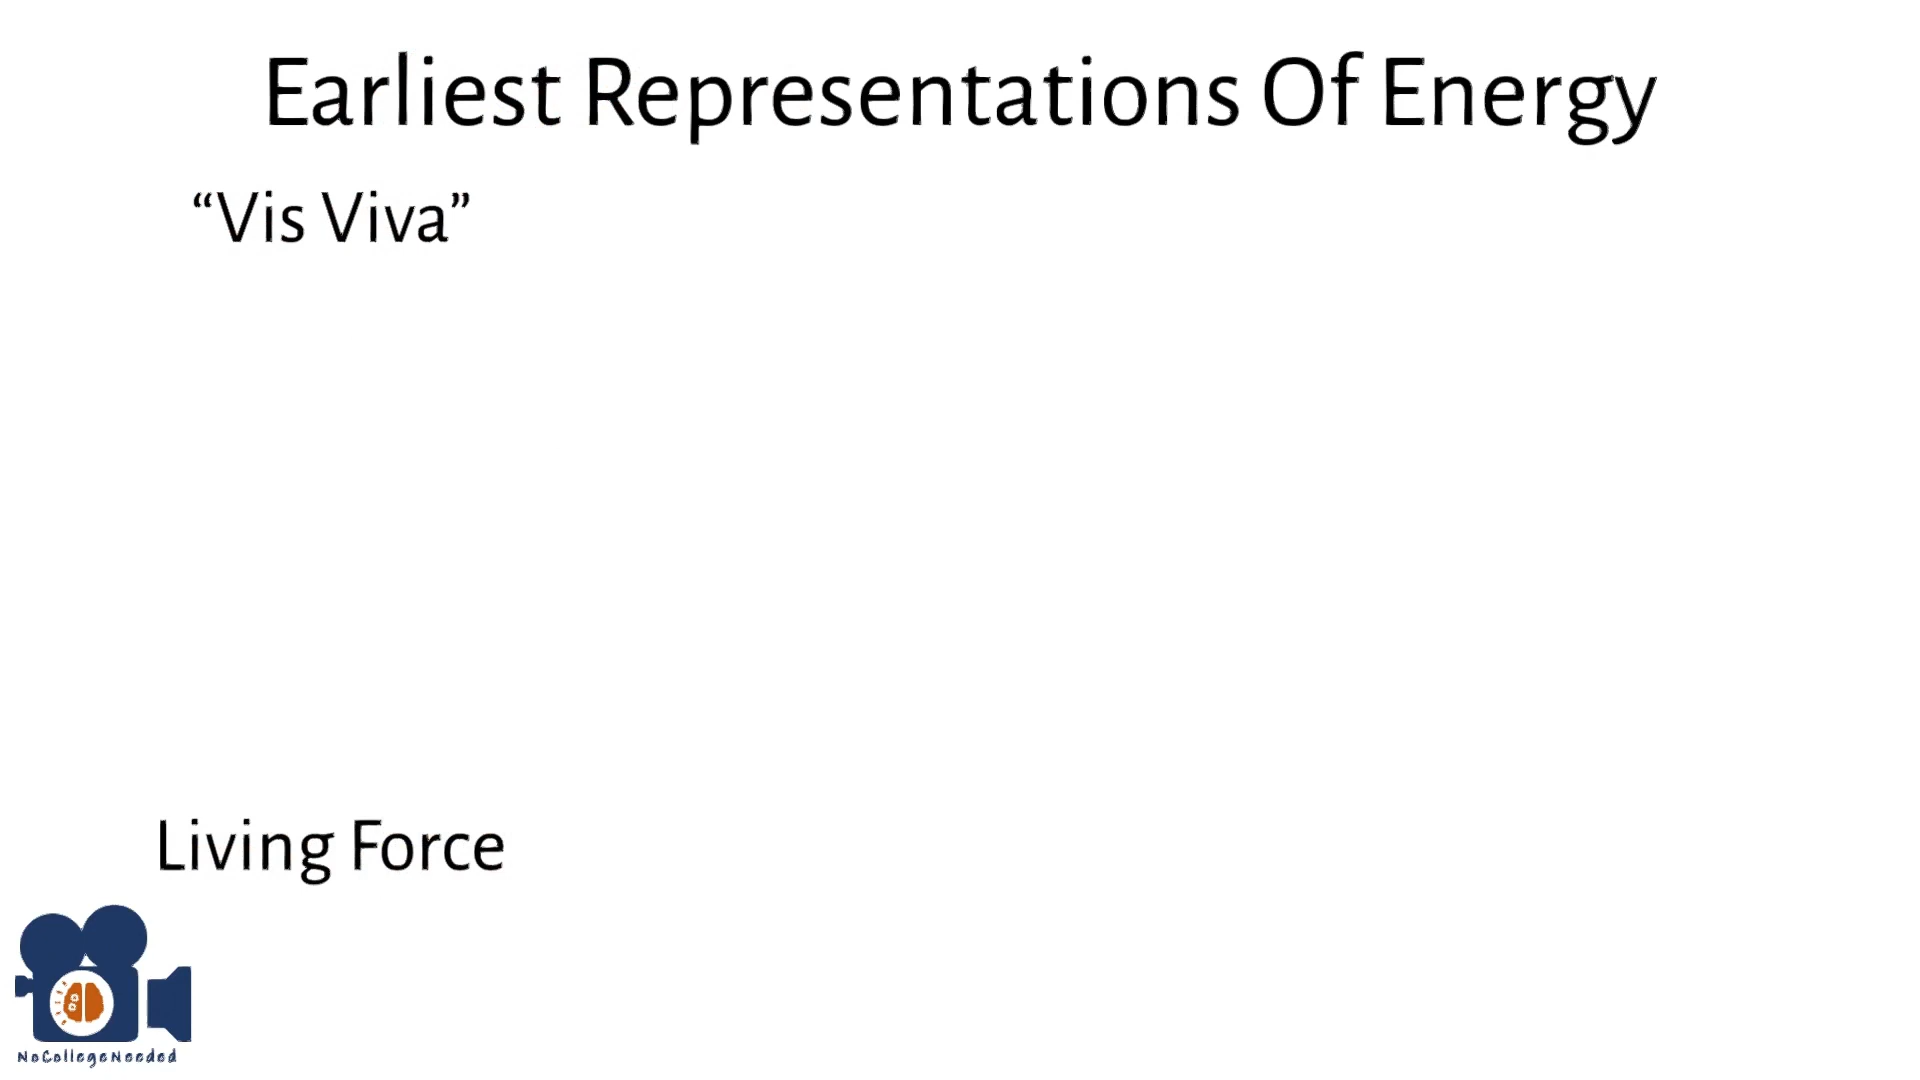 Earliest Representations Of Energy
“Vis Viva”
Living Force
NoCollegeNeeded